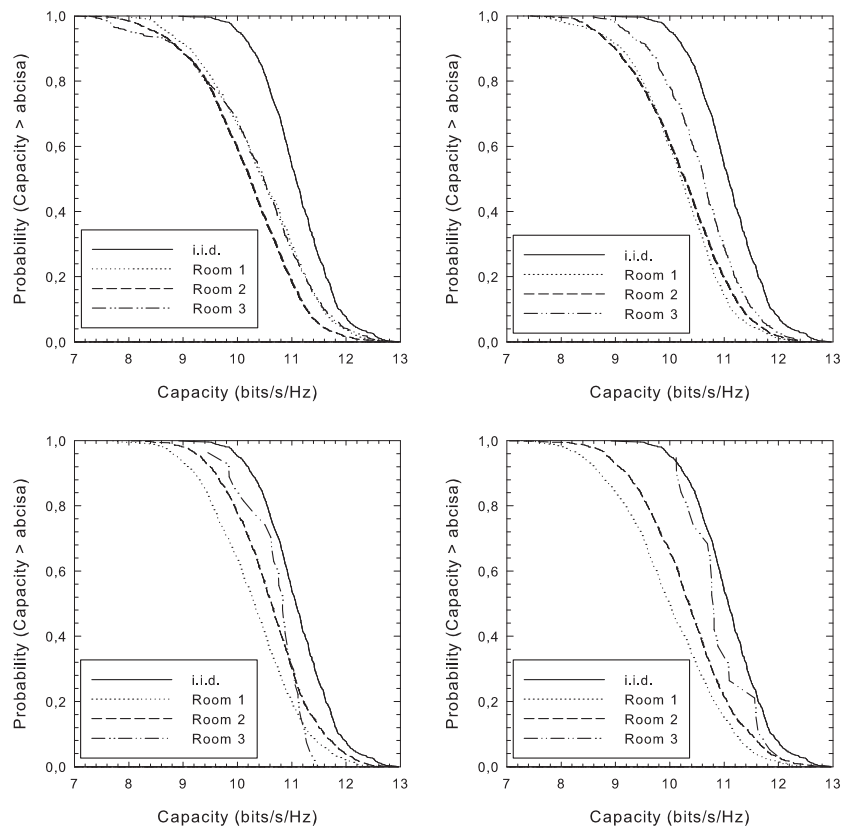 1,0
0,8
0,6
0,4
0,2
0,0
Probability (Capacity > abcisa)
i.i.d.
Room 1
Room 2
Room 3
7 8 9 10 11 12 13
Capacity (bits/s/Hz)
1,0
0,8
0,6
0,4
0,2
0,0
Probability (Capacity > abcisa)
i.i.d.
Room 1
Room 2
Room 3
7 8 9 10 11 12 13
Capacity (bits/s/Hz)
1,0
0,8
0,6
0,4
0,2
0,0
Probability (Capacity > abcisa)
i.i.d.
Room 1
Room 2
Room 3
7 8 9 10 11 12 13
Capacity (bits/s/Hz)
1,0
0,8
0,6
0,4
0,2
0,0
Probability (Capacity > abcisa)
i.i.d.
Room 1
Room 2
Room 3
7 8 9 10 11 12 13
Capacity (bits/s/Hz)